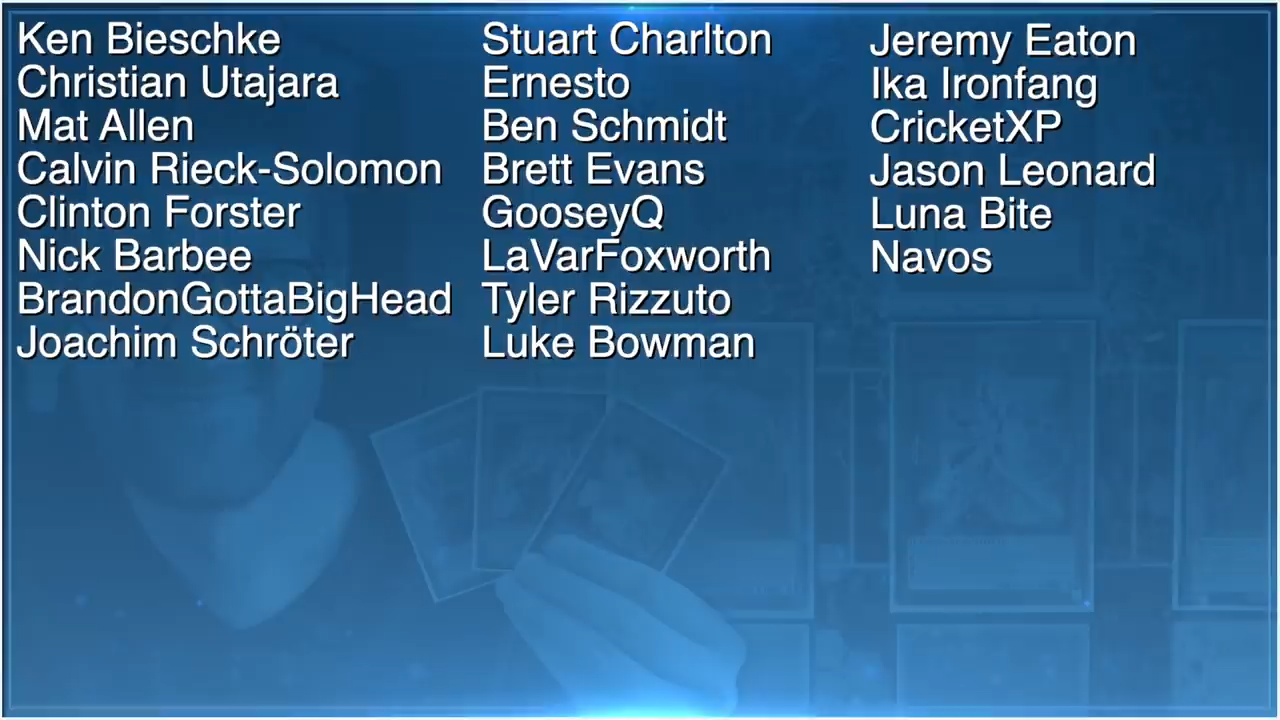 Ken Bieschke
Christian Utajara
Mat Allen
Calvin Rieck-Solomon
Clinton Forster
Nick Barbee
BrandonGottaBigHead
Joachim Schröter
Stuart Charlton
Ernesto
Ben Schmidt
Brett Evans
GooseyQ
LaVarFoxworth
Tyler Rizzuto
Luke Bowman
Jeremy Eaton
Ika Ironfang
CricketXP
Jason Leonard
Luna Bite
Navos